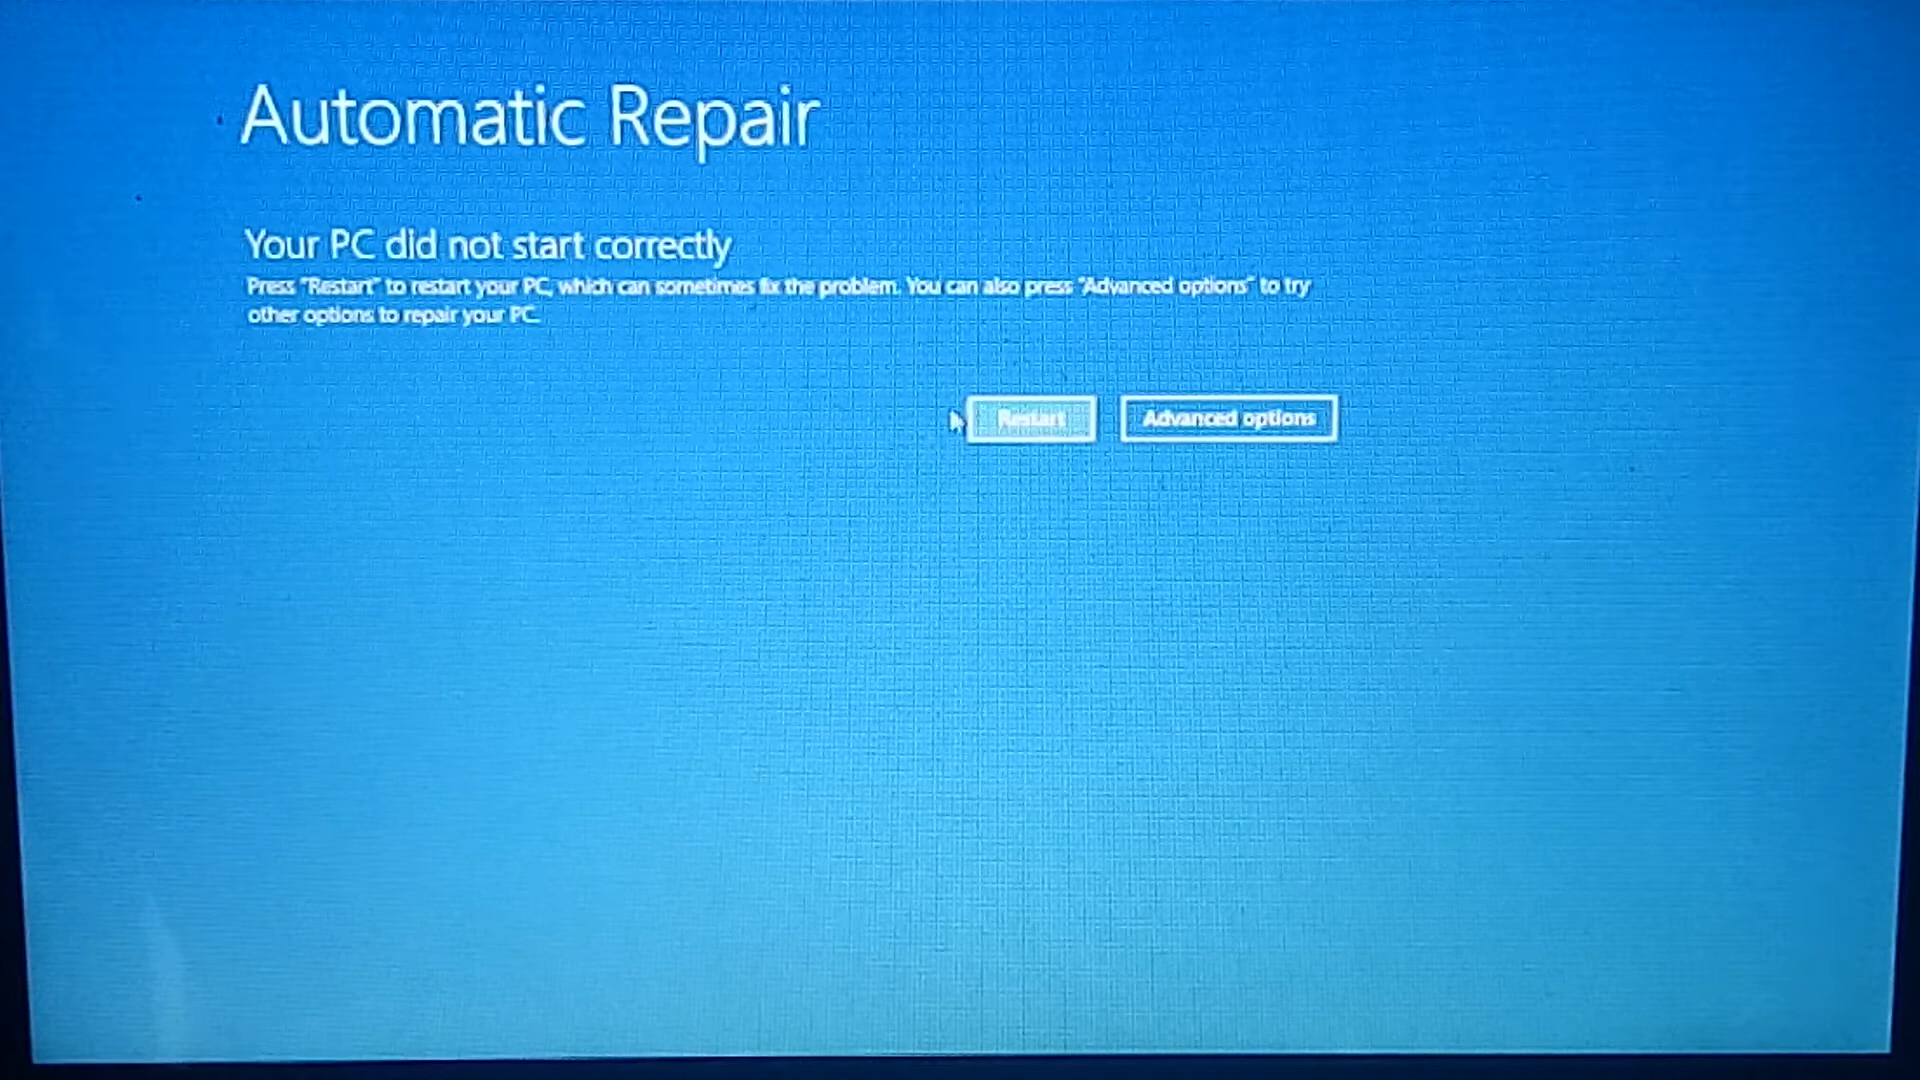 Automatic Repair
Your PC did not start correctly
Press "Restart" to restart your PC, which can sometimes fix the problem. You can also press "Advanced options" to try
other options to repair your PC.
Restart
Advanced options